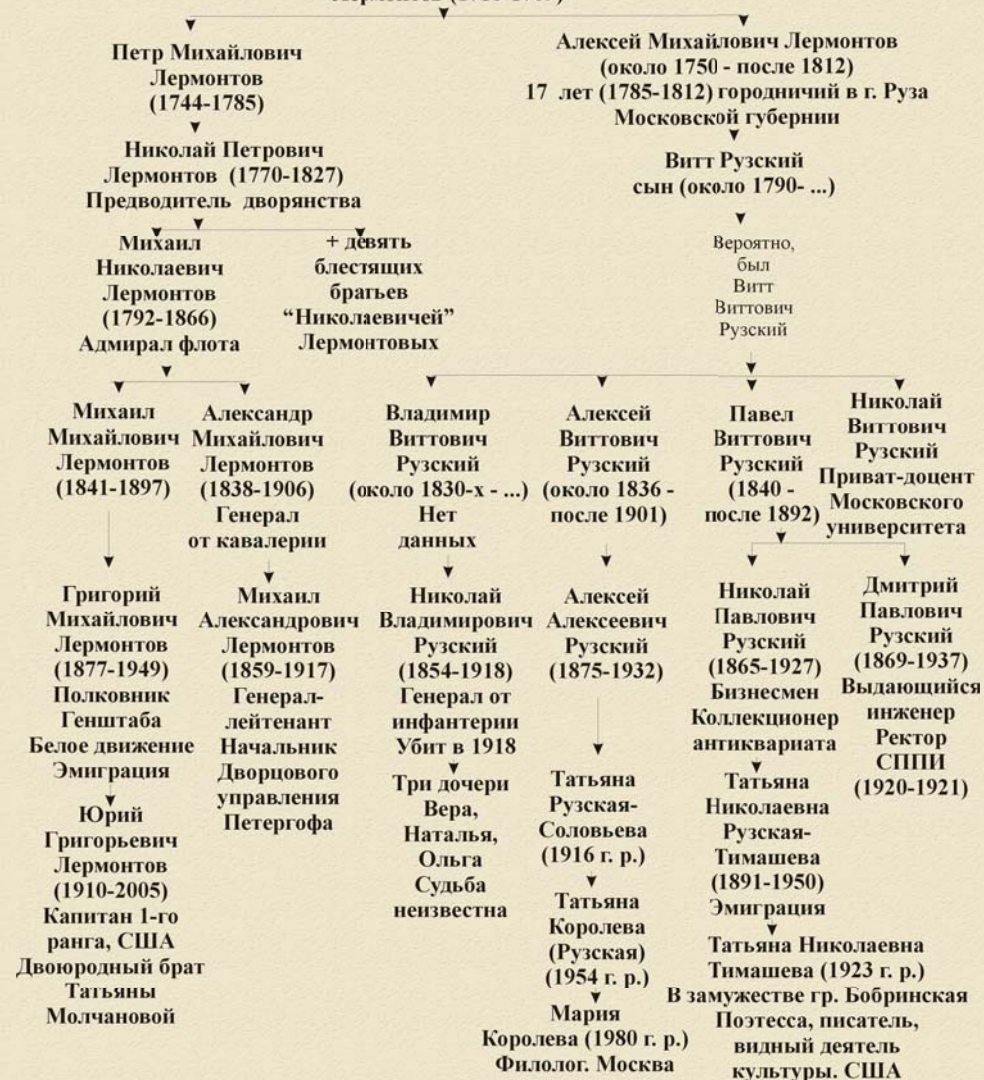 Петр Михайлович
Лермонтов
(1744-1785)
Алексей Михайлович Лермонтов
(около 1750 - после 1812)
17 лет (1785-1812) городничий в г. Руза
Московской губернии
Николай Петрович
Лермонтов (1770-1827)
Предводитель дворянства
Витт Рузский
сын (около 1790- ...)
Михаил
Николаевич
Лермонтов
(1792-1866)
Адмирал флота
+ девять
блестящих
братьев
“Николаевичей”
Лермонтовых
Вероятно,
был
Витт
Виттович
Рузский
Михаил
Михайлович
Лермонтов
(1841-1897)
Александр
Михайлович
Лермонтов
(1838-1906)
Генерал
от кавалерии
Владимир
Виттович
Рузский
(около 1830-х - ...)
Нет
данных
Алексей
Виттович
Рузский
(около 1836 -
после 1901)
Павел
Виттович
Рузский
(1840 -
после 1892)
Николай
Виттович
Рузский
Приват-доцент
Московского
университета
Григорий
Михайлович
Лермонтов
(1877-1949)
Полковник
Генштаба
Белое движение
Эмиграция
Михаил
Александрович
Лермонтов
(1859-1917)
Генерал-
лейтенант
Начальник
Дворцового
управления
Петергофа
Николай
Владимирович
Рузский
(1854-1918)
Генерал от
инфантерии
Убит в 1918
Алексей
Алексеевич
Рузский
(1875-1932)
Николай
Павлович
Рузский
(1865-1927)
Бизнесмен
Коллекционер
антиквариата
Дмитрий
Павлович
Рузский
(1869-1937)
Выдающийся
инженер
Ректор
СППИ
(1920-1921)
Юрий
Григорьевич
Лермонтов
(1910-2005)
Капитан 1-го
ранга, США
Двоюродный брат
Татьяны
Молчановой
Три дочери
Вера,
Наталья,
Ольга
Судьба
неизвестна
Татьяна
Рузская-
Соловьева
(1916 г. р.)
Татьяна
Королева
(Рузская)
(1954 г. р.)
Мария
Королева (1980 г. р.)
Филолог. Москва
Татьяна
Николаевна
Рузская-
Тимашева
(1891-1950)
Эмиграция
Татьяна Николаевна
Тимашева (1923 г. р.)
В замужестве гр. Бобринская
Поэтесса, писатель,
видный деятель
культуры. США